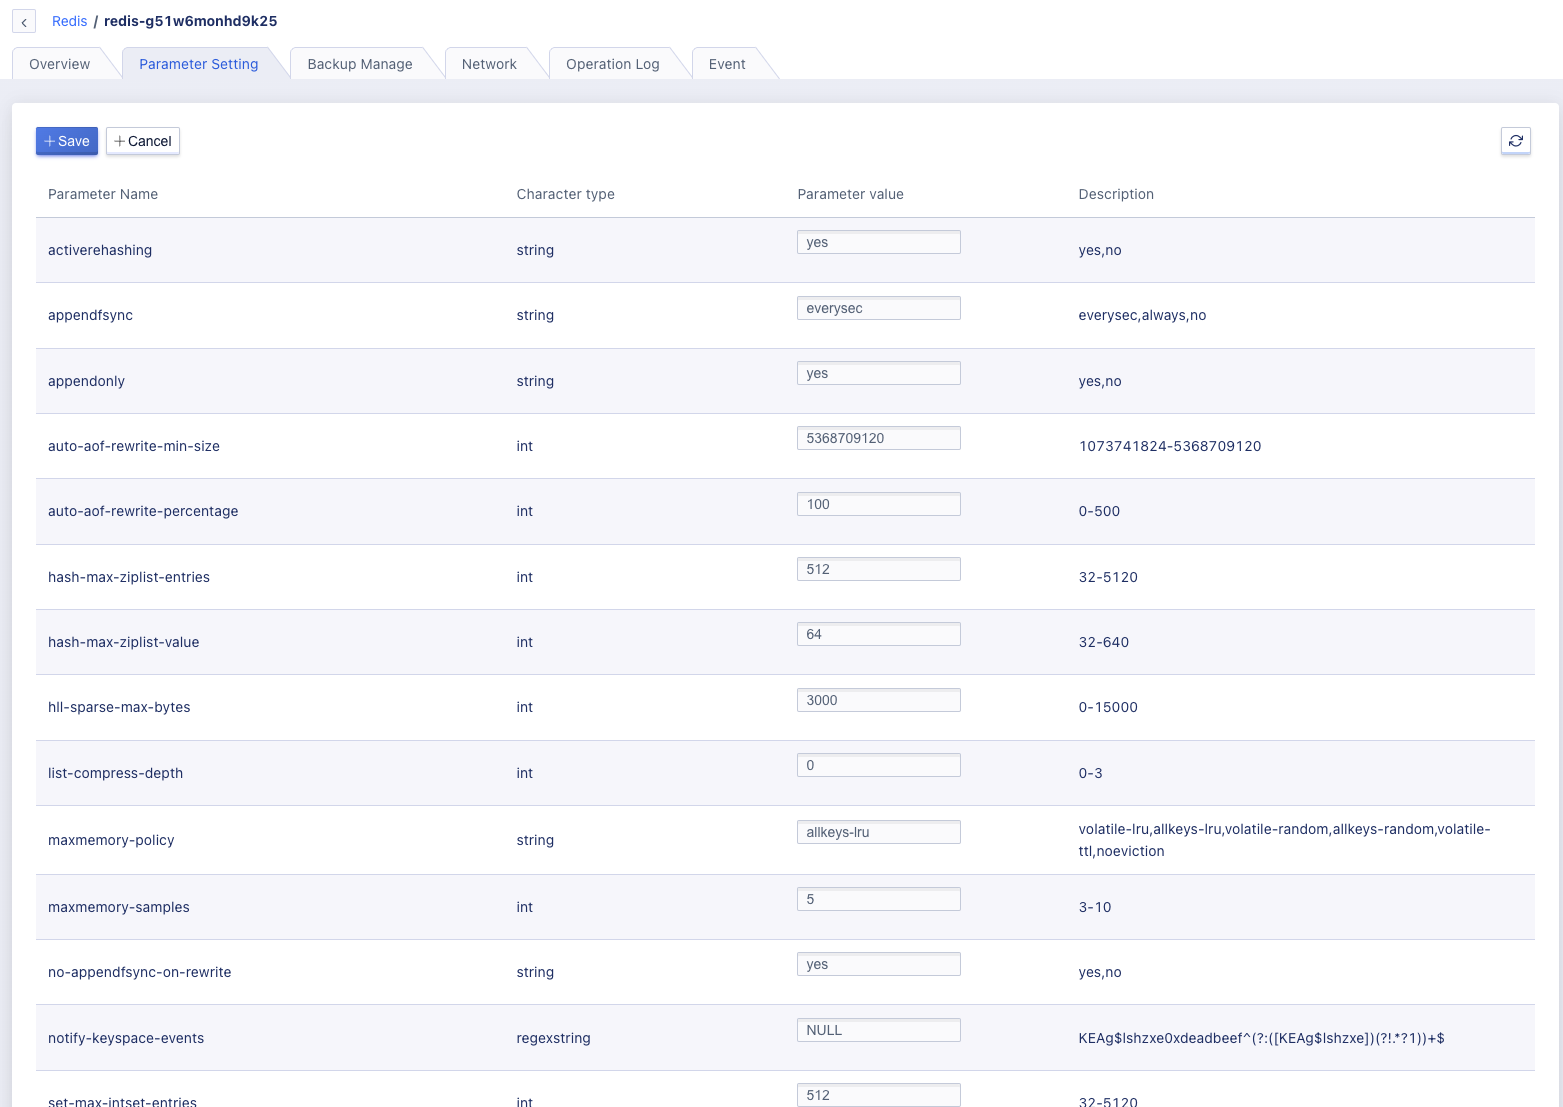 Redis / redis-g51w6monhd9k25
Overview Parameter Setting Backup Manage Network Operation Log Event
Save Cancel
Parameter Name Character type Parameter value Description
activerehashing string yes yes,no
appendfsync string everysec everysec,always,no
appendonly string yes yes,no
auto-aof-rewrite-min-size int 5368709120 1073741824-5368709120
auto-aof-rewrite-percentage int 100 0-500
hash-max-ziplist-entries int 512 32-5120
hash-max-ziplist-value int 64 32-640
hll-sparse-max-bytes int 3000 0-15000
list-compress-depth int 0 0-3
maxmemory-policy string allkeys-lru volatile-lru,allkeys-lru,volatile-random,allkeys-random,volatile-
ttl,noeviction
maxmemory-samples int 5 3-10
no-appendfsync-on-rewrite string yes yes,no
notify-keyspace-events regexstring NULL KEAg$lshzxe0xdeadbeef^(?:([KEAg$lshzxe])(?!.*?1))+$
set-max-intset-entries int 512 32-5120